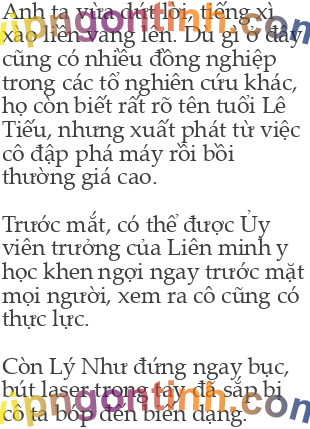 Anh ta vừa dứt lời, tiếng xì
xào liền vang lên. Dù gì ở đây
cũng có nhiều đồng nghiệp
trong các tổ nghiên cứu khác,
họ còn biết rất rõ tên tuổi Lê
Tiếu, nhưng xuất phát từ việc
cô đập phá máy rồi bồi
thường giá cao.
Trước mắt, có thể được Ủy
viên trưởng của Liên minh y
học khen ngợi ngay trước mặt
mọi người, xem ra cô cũng có
thực lực.
Còn Lý Như đứng ngay bục,
bút laser trong tay đã sắp bị
cô ta bóp đến biến dạng.